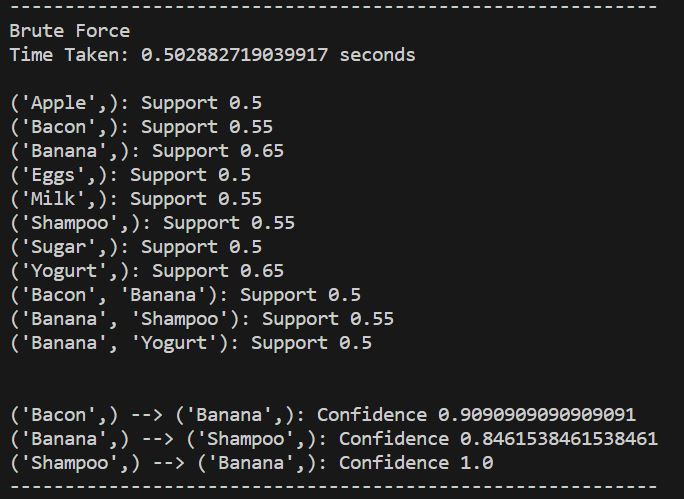 -----------------------------------------------------------
Brute Force
Time Taken: 0.502882719039917 seconds
('Apple',): Support 0.5
('Bacon',): Support 0.55
('Banana',): Support 0.65
('Eggs',): Support 0.5
('Milk',): Support 0.55
('Shampoo',): Support 0.55
('Sugar',): Support 0.5
('Yogurt',): Support 0.65
('Bacon', 'Banana'): Support 0.5
('Banana', 'Shampoo'): Support 0.55
('Banana', 'Yogurt'): Support 0.5
('Bacon',) --> ('Banana',): Confidence 0.9090909090909091
('Banana',) --> ('Shampoo',): Confidence 0.8461538461538461
('Shampoo',) --> ('Banana',): Confidence 1.0
-----------------------------------------------------------